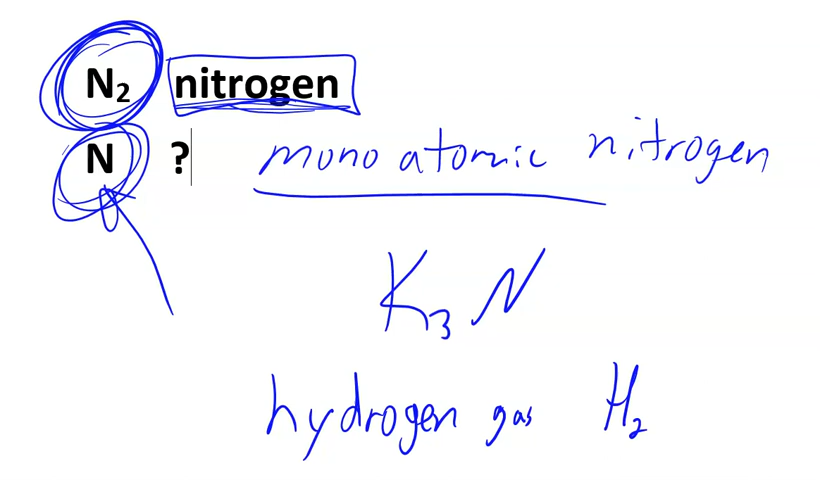 N₂ nitrogen
N ? mono atomic nitrogen
K₃N
hydrogen gas H₂